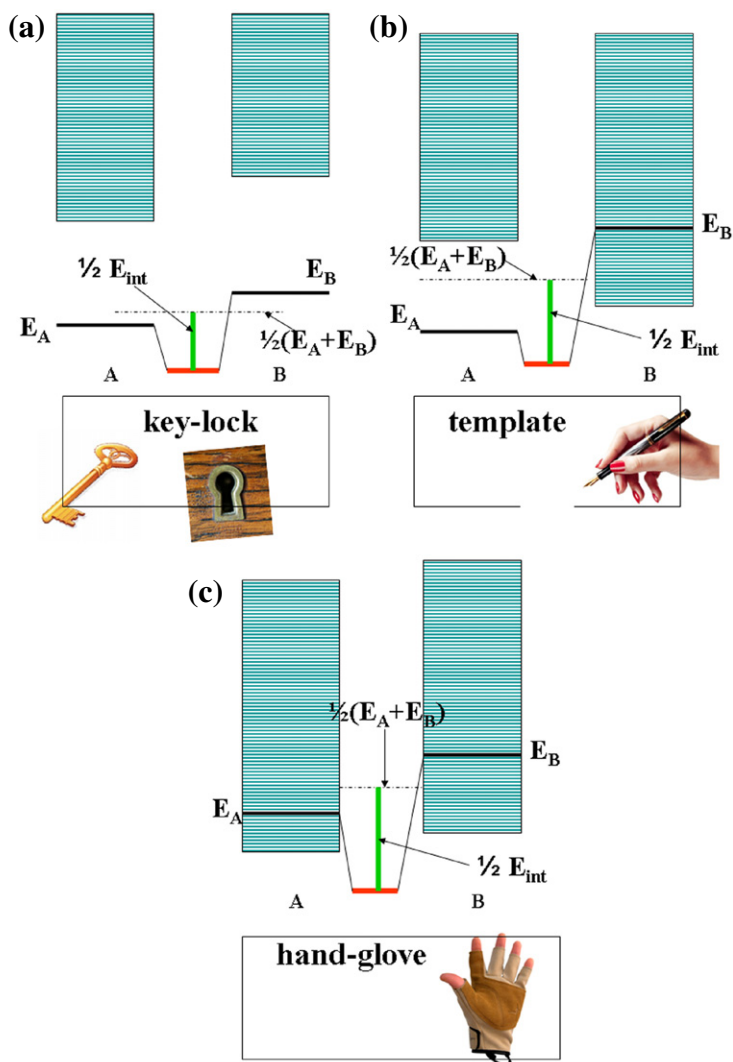 (a)
(b)
½ E_int
E_B
E_A
½(E_A+E_B)
A
B
key-lock
½(E_A+E_B)
E_B
E_A
½ E_int
A
B
template
(c)
½(E_A+E_B)
E_B
E_A
½ E_int
A
B
hand-glove